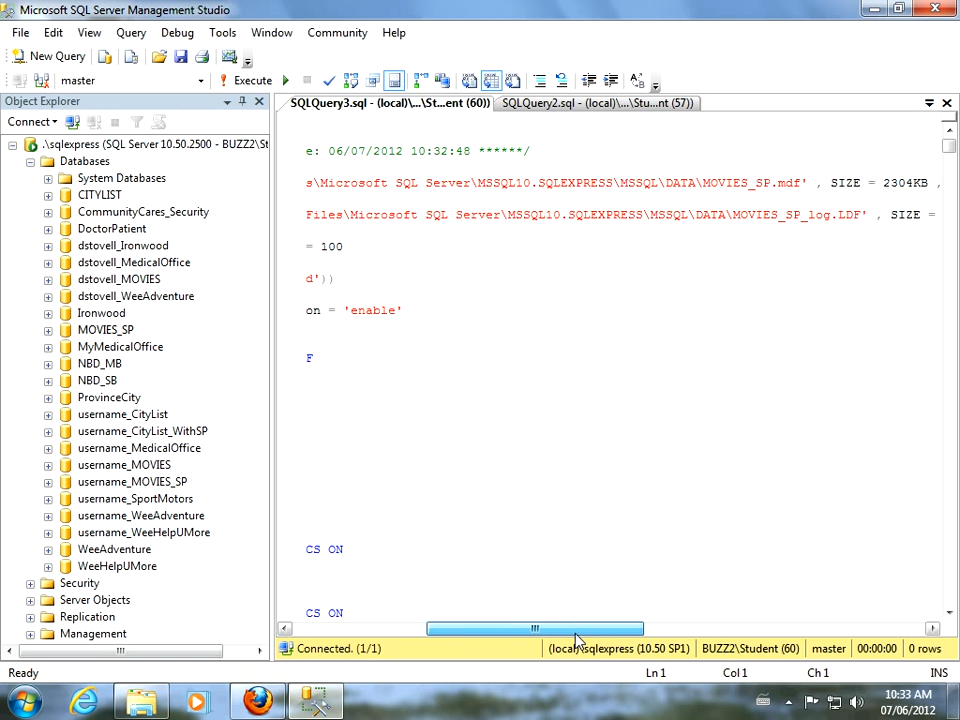 Microsoft SQL Server Management Studio
File Edit View Query Debug Tools Window Community Help
New Query
master Execute
Object Explorer
SQLQuery3.sql - (local)\...\St...ent (60))
SQLQuery2.sql - (local)\...\Stu...nt (57))
Connect
.\sqlexpress (SQL Server 10.50.2500 - BUZZ2\St
Databases
System Databases
CITYLIST
CommunityCares_Security
DoctorPatient
dstovell_Ironwood
dstovell_MedicalOffice
dstovell_MOVIES
dstovell_WeeAdventure
Ironwood
MOVIES_SP
MyMedicalOffice
NBD_MB
NBD_SB
ProvinceCity
username_CityList
username_CityList_WithSP
username_MedicalOffice
username_MOVIES
username_MOVIES_SP
username_SportMotors
username_WeeAdventure
username_WeeHelpUMore
WeeAdventure
WeeHelpUMore
Security
Server Objects
Replication
Management
e: 06/07/2012 10:32:48 ******/
s\Microsoft SQL Server\MSSQL10.SQLEXPRESS\MSSQL\DATA\MOVIES_SP.mdf' , SIZE = 2304KB ,
Files\Microsoft SQL Server\MSSQL10.SQLEXPRESS\MSSQL\DATA\MOVIES_SP_log.LDF' , SIZE =
= 100
d'))
on = 'enable'
F
CS ON
CS ON
Connected. (1/1)
(local)\sqlexpress (10.50 SP1)
BUZZ2\Student (60)
master
00:00:00
0 rows
Ready
Ln 1
Col 1
Ch 1
INS
10:33 AM
07/06/2012